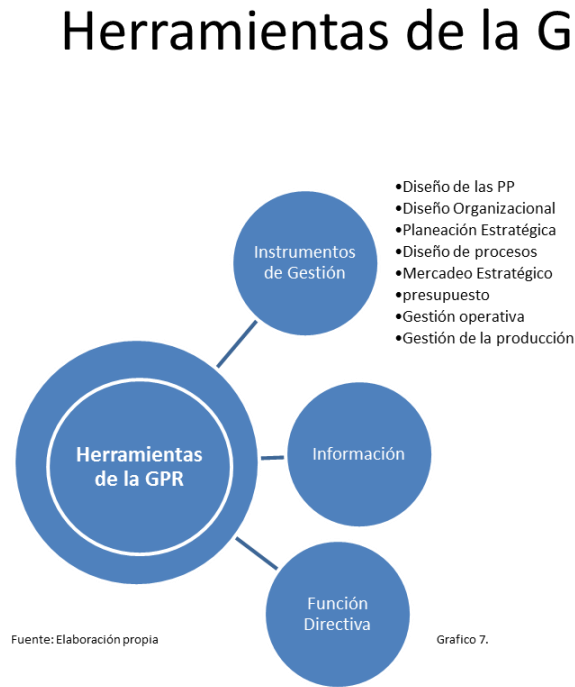 Herramientas de la G
•Diseño de las PP
•Diseño Organizacional
•Planeación Estratégica
•Diseño de procesos
•Mercadeo Estratégico
•presupuesto
•Gestión operativa
•Gestión de la producción
Instrumentos
de Gestión
Herramientas
de la GPR
Información
Función
Directiva
Fuente: Elaboración propia
Grafico 7.